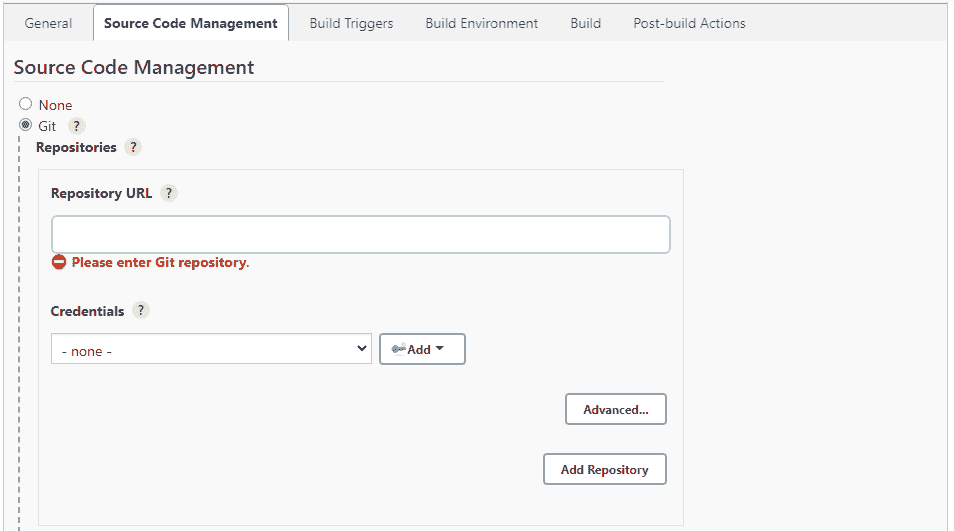 General Source Code Management Build Triggers Build Environment Build Post-build Actions
Source Code Management
None
Git ?
Repositories ?
Repository URL ?
Please enter Git repository.
Credentials ?
- none - Add
Advanced...
Add Repository